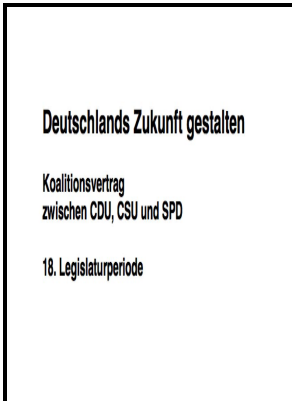 Deutschlands Zukunft gestalten
Koalitionsvertrag
zwischen CDU, CSU und SPD
18. Legislaturperiode